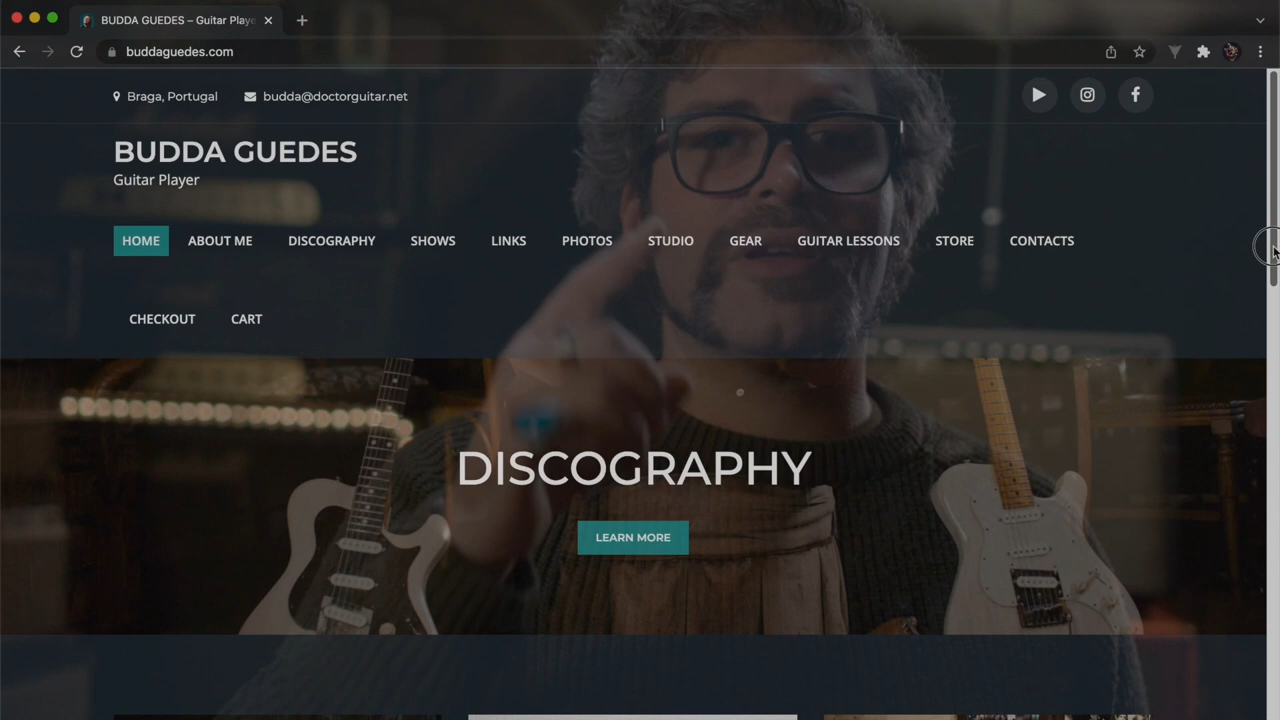 BUDDA GUEDES – Guitar Playe
buddaguedes.com
Braga, Portugal budda@doctorguitar.net
BUDDA GUEDES
Guitar Player
HOME ABOUT ME DISCOGRAPHY SHOWS LINKS PHOTOS STUDIO GEAR GUITAR LESSONS STORE CONTACTS
CHECKOUT CART
DISCOGRAPHY
LEARN MORE